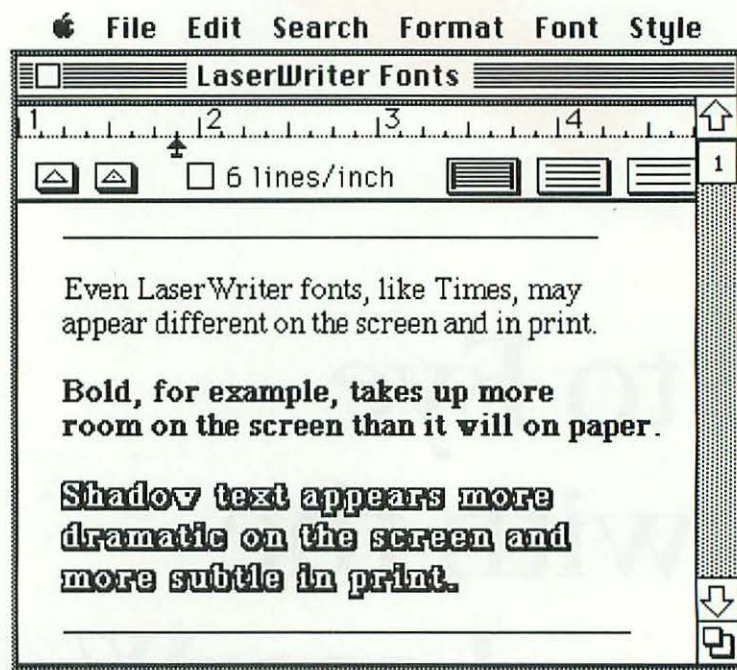 File Edit Search Format Font Style
LaserWriter Fonts
1 2 3 4
6 lines/inch
1
Even LaserWriter fonts, like Times, may
appear different on the screen and in print.
Bold, for example, takes up more
room on the screen than it will on paper.
Shadow text appears more
dramatic on the screen and
more subtle in print.